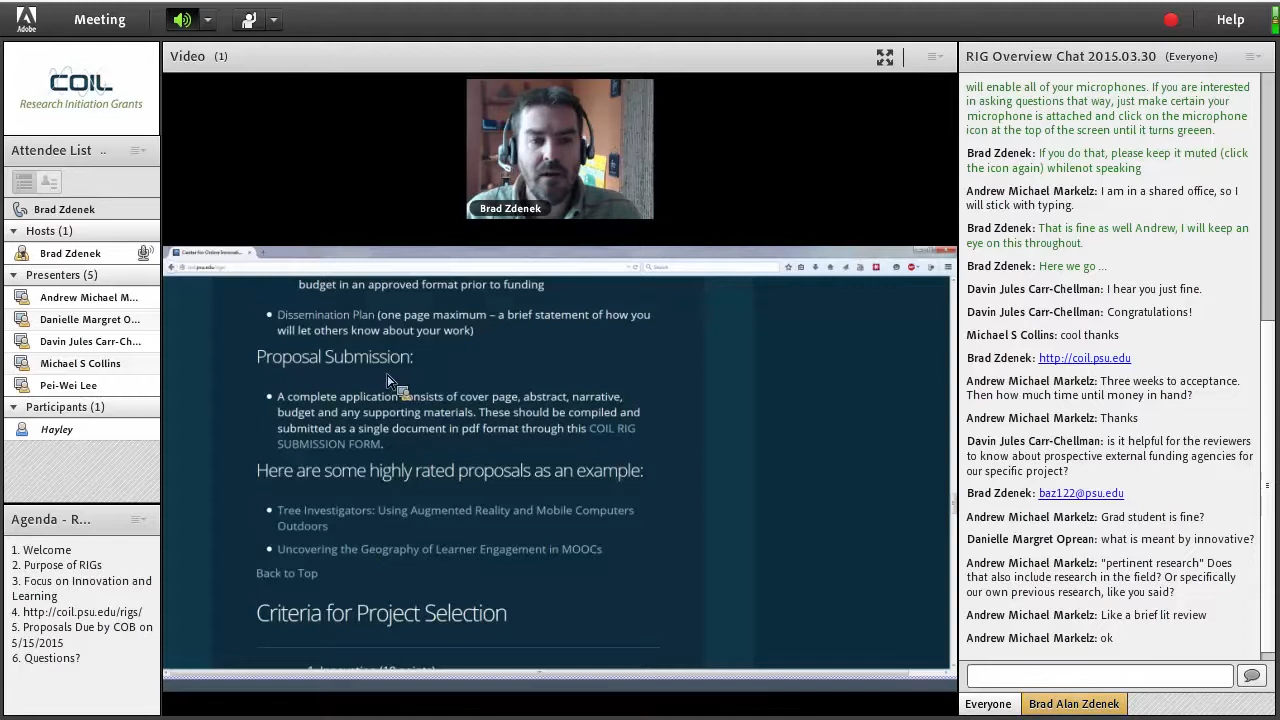 Adobe
Meeting
Help
COIL
Research Initiation Grants
Attendee List ..
Brad Zdenek
Hosts (1)
Brad Zdenek
Presenters (5)
Andrew Michael M...
Danielle Margret O...
Davin Jules Carr-Ch...
Michael S Collins
Pei-Wei Lee
Participants (1)
Hayley
Agenda - R...
1. Welcome
2. Purpose of RIGs
3. Focus on Innovation and
Learning
4. http://coil.psu.edu/rigs/
5. Proposals Due by COB on
5/15/2015
6. Questions?
Video (1)
Brad Zdenek
Search
budget in an approved format prior to funding
Dissemination Plan (one page maximum – a brief statement of how you
will let others know about your work)
Proposal Submission:
A complete application consists of cover page, abstract, narrative,
budget and any supporting materials. These should be compiled and
submitted as a single document in pdf format through this COIL RIG
SUBMISSION FORM.
Here are some highly rated proposals as an example:
Tree Investigators: Using Augmented Reality and Mobile Computers
Outdoors
Uncovering the Geography of Learner Engagement in MOOCs
Back to Top
Criteria for Project Selection
RIG Overview Chat 2015.03.30 (Everyone)
will enable all of your microphones. If you are interested
in asking questions that way, just make certain your
microphone is attached and click on the microphone
icon at the top of the screen until it turns greeen.
Brad Zdenek: If you do that, please keep it muted (click
the icon again) whilenot speaking
Andrew Michael Markelz: I am in a shared office, so I
will stick with typing.
Brad Zdenek: That is fine as well Andrew, I will keep an
eye on this throughout.
Brad Zdenek: Here we go ...
Davin Jules Carr-Chellman: I hear you just fine.
Davin Jules Carr-Chellman: Congratulations!
Michael S Collins: cool thanks
Brad Zdenek: http://coil.psu.edu
Andrew Michael Markelz: Three weeks to acceptance.
Then how much time until money in hand?
Andrew Michael Markelz: Thanks
Davin Jules Carr-Chellman: is it helpful for the reviewers
to know about prospective external funding agencies for
our specific project?
Brad Zdenek: baz122@psu.edu
Andrew Michael Markelz: Grad student is fine?
Danielle Margret Oprean: what is meant by innovative?
Andrew Michael Markelz: "pertinent research" Does
that also include research in the field? Or specifically
our own previous research, like you said?
Andrew Michael Markelz: Like a brief lit review
Andrew Michael Markelz: ok
Everyone
Brad Alan Zdenek